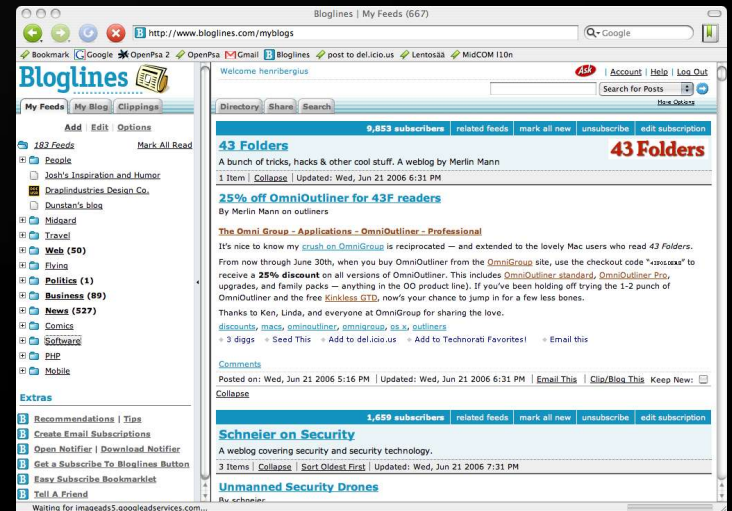 Bloglines | My Feeds (667)
http://www.bloglines.com/myblogs
Google
Bookmark Google OpenPsa 2 OpenPsa Gmail Bloglines post to del.icio.us Lentosää MidCOM l10n
Bloglines
My Feeds My Blog Clippings
Add | Edit | Options
183 Feeds Mark All Read
People
Josh's Inspiration and Humor
Draplindustries Design Co.
Dunstan's blog
Midgard
Travel
Web (50)
Flying
Politics (1)
Business (89)
News (527)
Comics
Software
PHP
Mobile
Extras
Recommendations | Tips
Create Email Subscriptions
Open Notifier | Download Notifier
Get a Subscribe To Bloglines Button
Easy Subscribe Bookmarklet
Tell A Friend
Welcome henribergius
Ask | Account | Help | Log Out
Search for Posts
More Options
Directory Share Search
9,853 subscribers | related feeds | mark all new | unsubscribe | edit subscription
43 Folders
43 Folders
A bunch of tricks, hacks & other cool stuff. A weblog by Merlin Mann
1 Item | Collapse | Updated: Wed, Jun 21 2006 6:31 PM
25% off OmniOutliner for 43F readers
By Merlin Mann on outliners
The Omni Group - Applications - OmniOutliner - Professional
It's nice to know my crush on OmniGroup is reciprocated — and extended to the lovely Mac users who read 43 Folders.
From now through June 30th, when you buy OmniOutliner from the OmniGroup site, use the checkout code "43FOLDERS" to
receive a 25% discount on all versions of OmniOutliner. This includes OmniOutliner standard, OmniOutliner Pro,
upgrades, and family packs — anything in the OO product line). If you've been holding off trying the 1-2 punch of
OmniOutliner and the free Kinkless GTD, now's your chance to jump in for a few less bones.
Thanks to Ken, Linda, and everyone at OmniGroup for sharing the love.
discounts, macs, ominoutliner, omnigroup, os x, outliners
3 diggs Seed This Add to del.icio.us Add to Technorati Favorites! Email this
Comments
Posted on: Wed, Jun 21 2006 5:16 PM | Updated: Wed, Jun 21 2006 6:31 PM | Email This | Clip/Blog This Keep New:
Collapse
1,659 subscribers | related feeds | mark all new | unsubscribe | edit subscription
Schneier on Security
A weblog covering security and security technology.
3 Items | Collapse | Sort Oldest First | Updated: Wed, Jun 21 2006 7:31 PM
Unmanned Security Drones
By schneier
Waiting for imageads5.googleadservices.com...